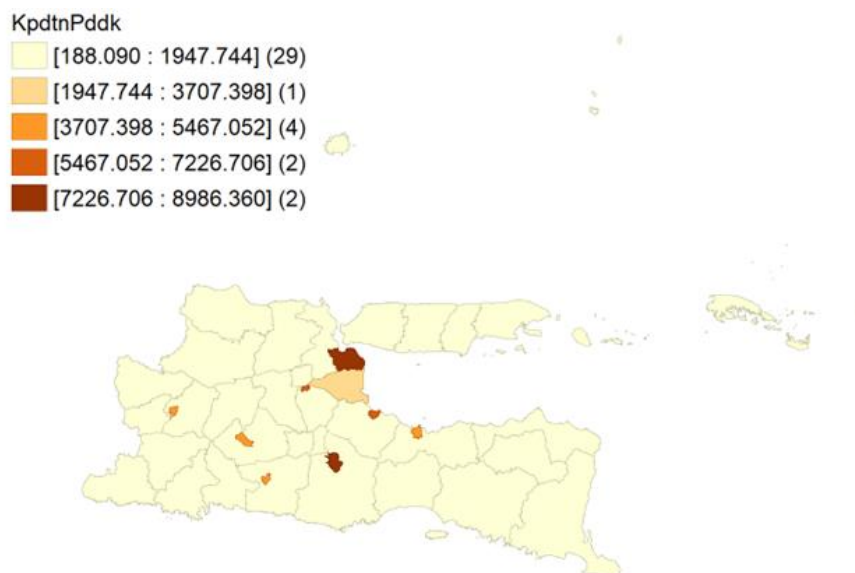 KpdtnPddk
[188.090 : 1947.744] (29)
[1947.744 : 3707.398] (1)
[3707.398 : 5467.052] (4)
[5467.052 : 7226.706] (2)
[7226.706 : 8986.360] (2)